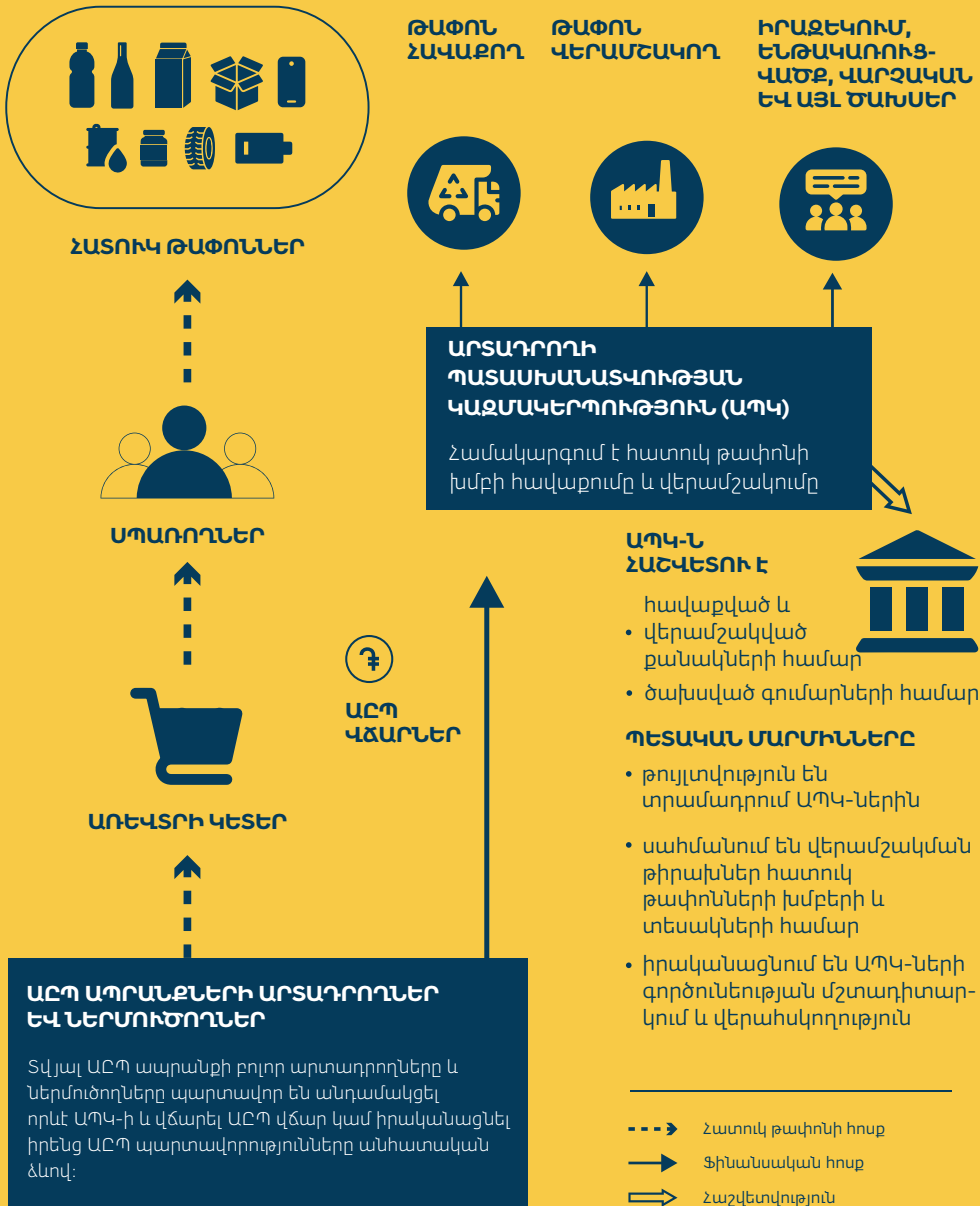 ԹԱՓՈՆ
ՀԱՎԱՔՈՂ
ԹԱՓՈՆ
ՎԵՐԱՄՇԱԿՈՂ
ԻՐԱԶԵԿՈՒՄ,
ԵՆԹԱԿԱՌՈՒՑ-
ՎԱԾՔ, ՎԱՐՉԱԿԱՆ
ԵՎ ԱՅԼ ԾԱԽՍԵՐ
ՀԱՏՈՒԿ ԹԱՓՈՆՆԵՐ
ԱՐՏԱԴՐՈՂԻ
ՊԱՏԱՍԽԱՆԱՏՎՈՒԹՅԱՆ
ԿԱԶՄԱԿԵՐՊՈՒԹՅՈՒՆ (ԱՊԿ)
Համակարգում է հատուկ թափոնի
խմբի հավաքումը և վերամշակումը
ՍՊԱՌՈՂՆԵՐ
ԱԸՊ
ՎՃԱՐՆԵՐ
ԱՌԵՎՏՐԻ ԿԵՏԵՐ
ԱՊԿ-Ն
ՀԱՇՎԵՏՈՒ Է
հավաքված և
• վերամշակված
քանակների համար
• ծախսված գումարների համար
ՊԵՏԱԿԱՆ ՄԱՐՄԻՆՆԵՐԸ
• թույլտվություն են
տրամադրում ԱՊԿ-ներին
• սահմանում են վերամշակման
թիրախներ հատուկ
թափոնների խմբերի և
տեսակների համար
• իրականացնում են ԱՊԿ-ների
գործունեության մշտադիտար-
կում և վերահսկողություն
ԱԸՊ ԱՊՐԱՆՔՆԵՐԻ ԱՐՏԱԴՐՈՂՆԵՐ
ԵՎ ՆԵՐՄՈՒԾՈՂՆԵՐ
Տվյալ ԱԸՊ ապրանքի բոլոր արտադրողները և
ներմուծողները պարտավոր են անդամակցել
որևէ ԱՊԿ-ի և վճարել ԱԸՊ վճար կամ իրականացնել
իրենց ԱԸՊ պարտավորությունները անհատական
ձևով։
Հատուկ թափոնի հոսք
Ֆինանսական հոսք
Հաշվետվություն